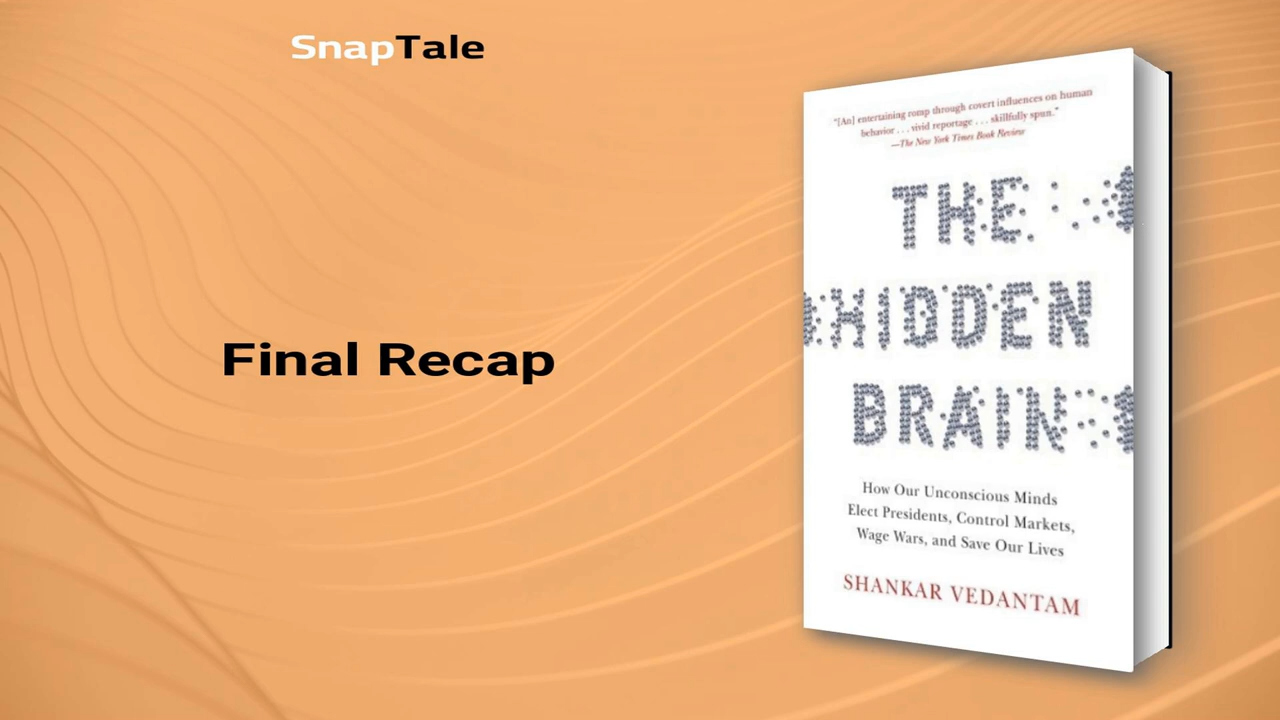 SnapTale
Final Recap
"[An] entertaining romp through covert influences on human
behavior . . . vivid reportage . . . skillfully spun."
—The New York Times Book Review
THE
HIDDEN
BRAIN
How Our Unconscious Minds
Elect Presidents, Control Markets,
Wage Wars, and Save Our Lives
SHANKAR VEDANTAM